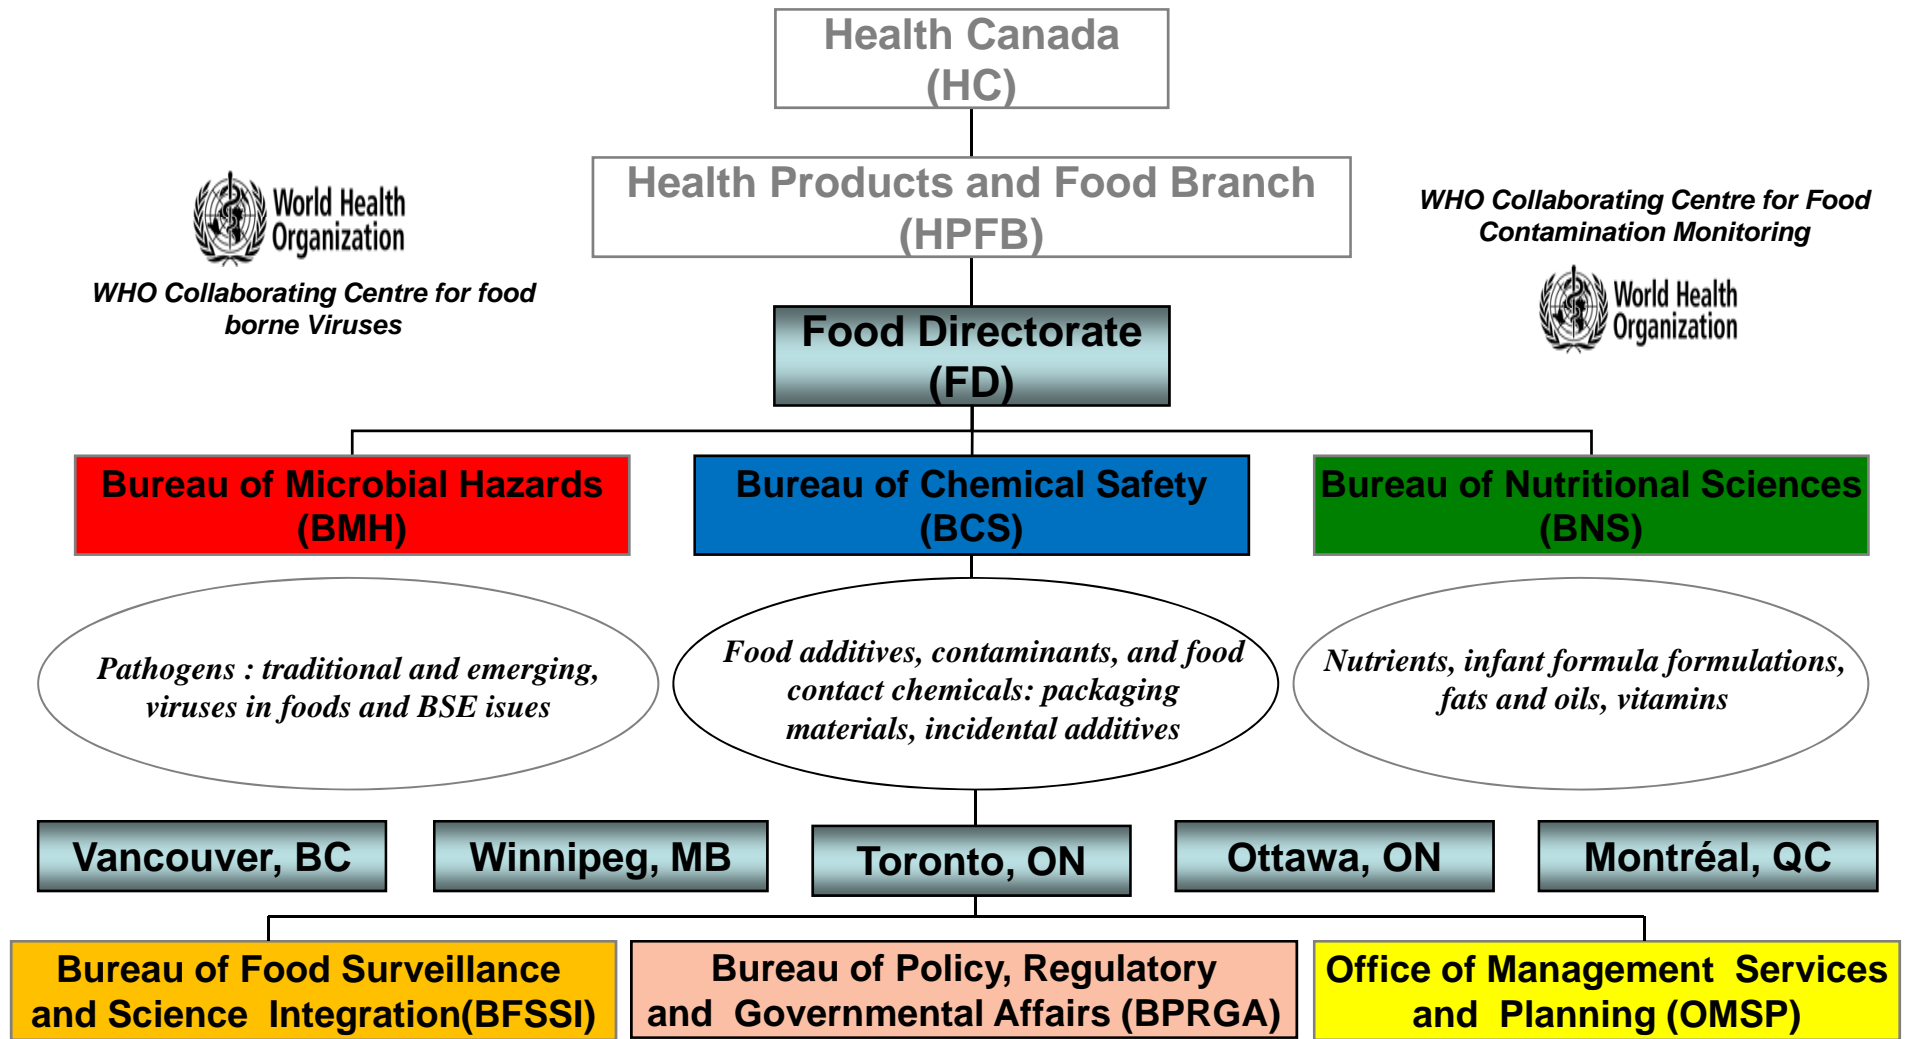 Health Canada
(HC)
Health Products and Food Branch
(HPFB)
World Health
Organization
WHO Collaborating Centre for food
borne Viruses
WHO Collaborating Centre for Food
Contamination Monitoring
World Health
Organization
Food Directorate
(FD)
Bureau of Microbial Hazards
(BMH)
Bureau of Chemical Safety
(BCS)
Bureau of Nutritional Sciences
(BNS)
Pathogens : traditional and emerging,
viruses in foods and BSE isues
Food additives, contaminants, and food
contact chemicals: packaging
materials, incidental additives
Nutrients, infant formula formulations,
fats and oils, vitamins
Vancouver, BC
Winnipeg, MB
Toronto, ON
Ottawa, ON
Montréal, QC
Bureau of Food Surveillance
and Science Integration(BFSSI)
Bureau of Policy, Regulatory
and Governmental Affairs (BPRGA)
Office of Management Services
and Planning (OMSP)